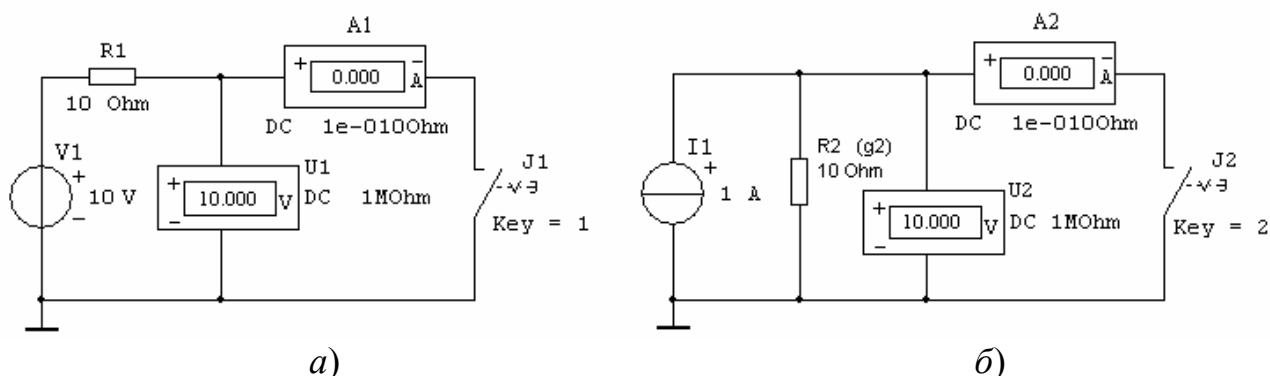 A1
R1
+ 0.000 − A
10 Ohm
DC 1e-010Ohm
V1
+
10 V
−
U1
+ 10.000 V
−
DC 1MOhm
J1
Key = 1
а)
A2
+ 0.000 − A
DC 1e-010Ohm
I1
+
1 A
R2 (g2)
10 Ohm
U2
+ 10.000 V
−
DC 1MOhm
J2
Key = 2
б)